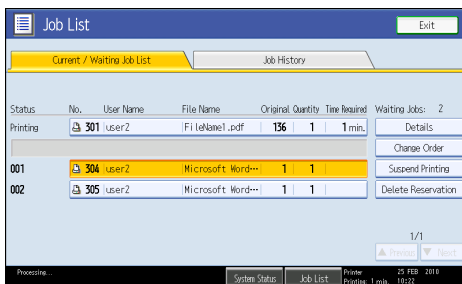 Job List
Exit
Current / Waiting Job List
Job History
Status No. User Name File Name Original Quantity Time Required Waiting Jobs: 2
Printing 301 user2 FileName1.pdf 136 1 1 min. Details
Change Order
001 304 user2 Microsoft Word··· 1 1 Suspend Printing
002 305 user2 Microsoft Word··· 1 1 Delete Reservation
1/1
Previous Next
Processing... System Status Job List Printer 25 FEB 2010
Printing: 1 min. 10:22